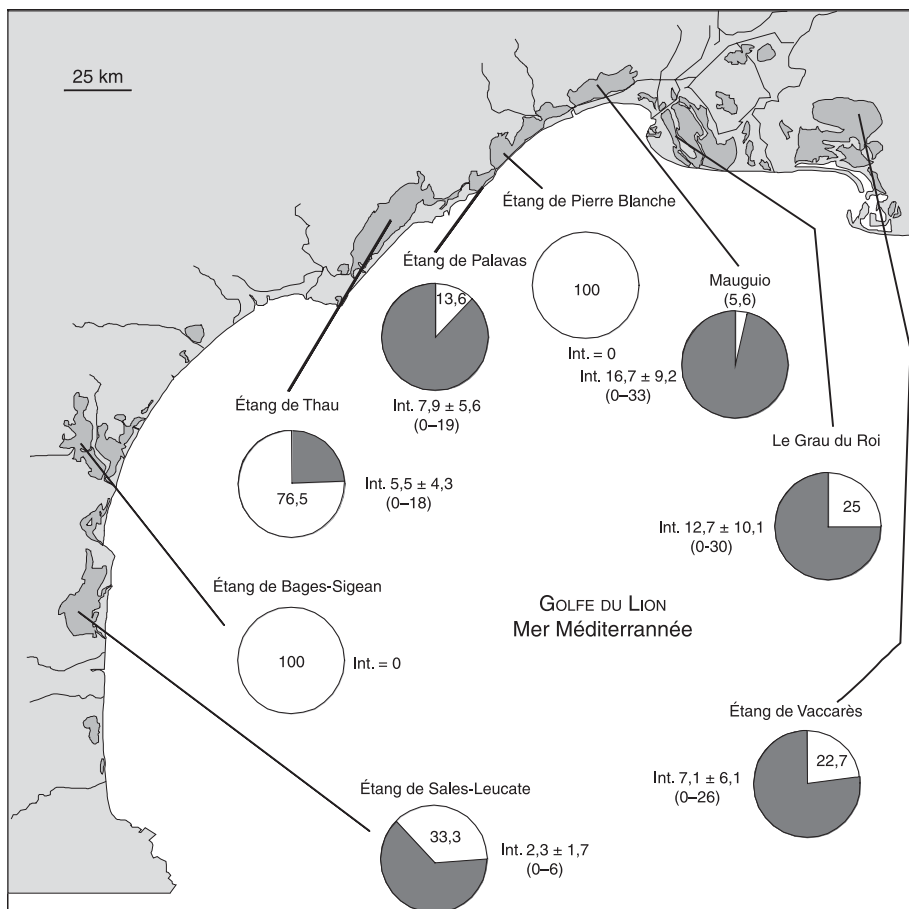 25 km
Étang de Pierre Blanche
100
Int. = 0
Étang de Palavas
13,6
Int. 7,9 ± 5,6
(0–19)
Mauguio
(5,6)
Int. 16,7 ± 9,2
(0–33)
Étang de Thau
76,5
Int. 5,5 ± 4,3
(0–18)
Le Grau du Roi
25
Int. 12,7 ± 10,1
(0-30)
Étang de Bages-Sigean
100
Int. = 0
GOLFE DU LION
Mer Méditerrannée
Étang de Vaccarès
22,7
Int. 7,1 ± 6,1
(0–26)
Étang de Sales-Leucate
33,3
Int. 2,3 ± 1,7
(0–6)